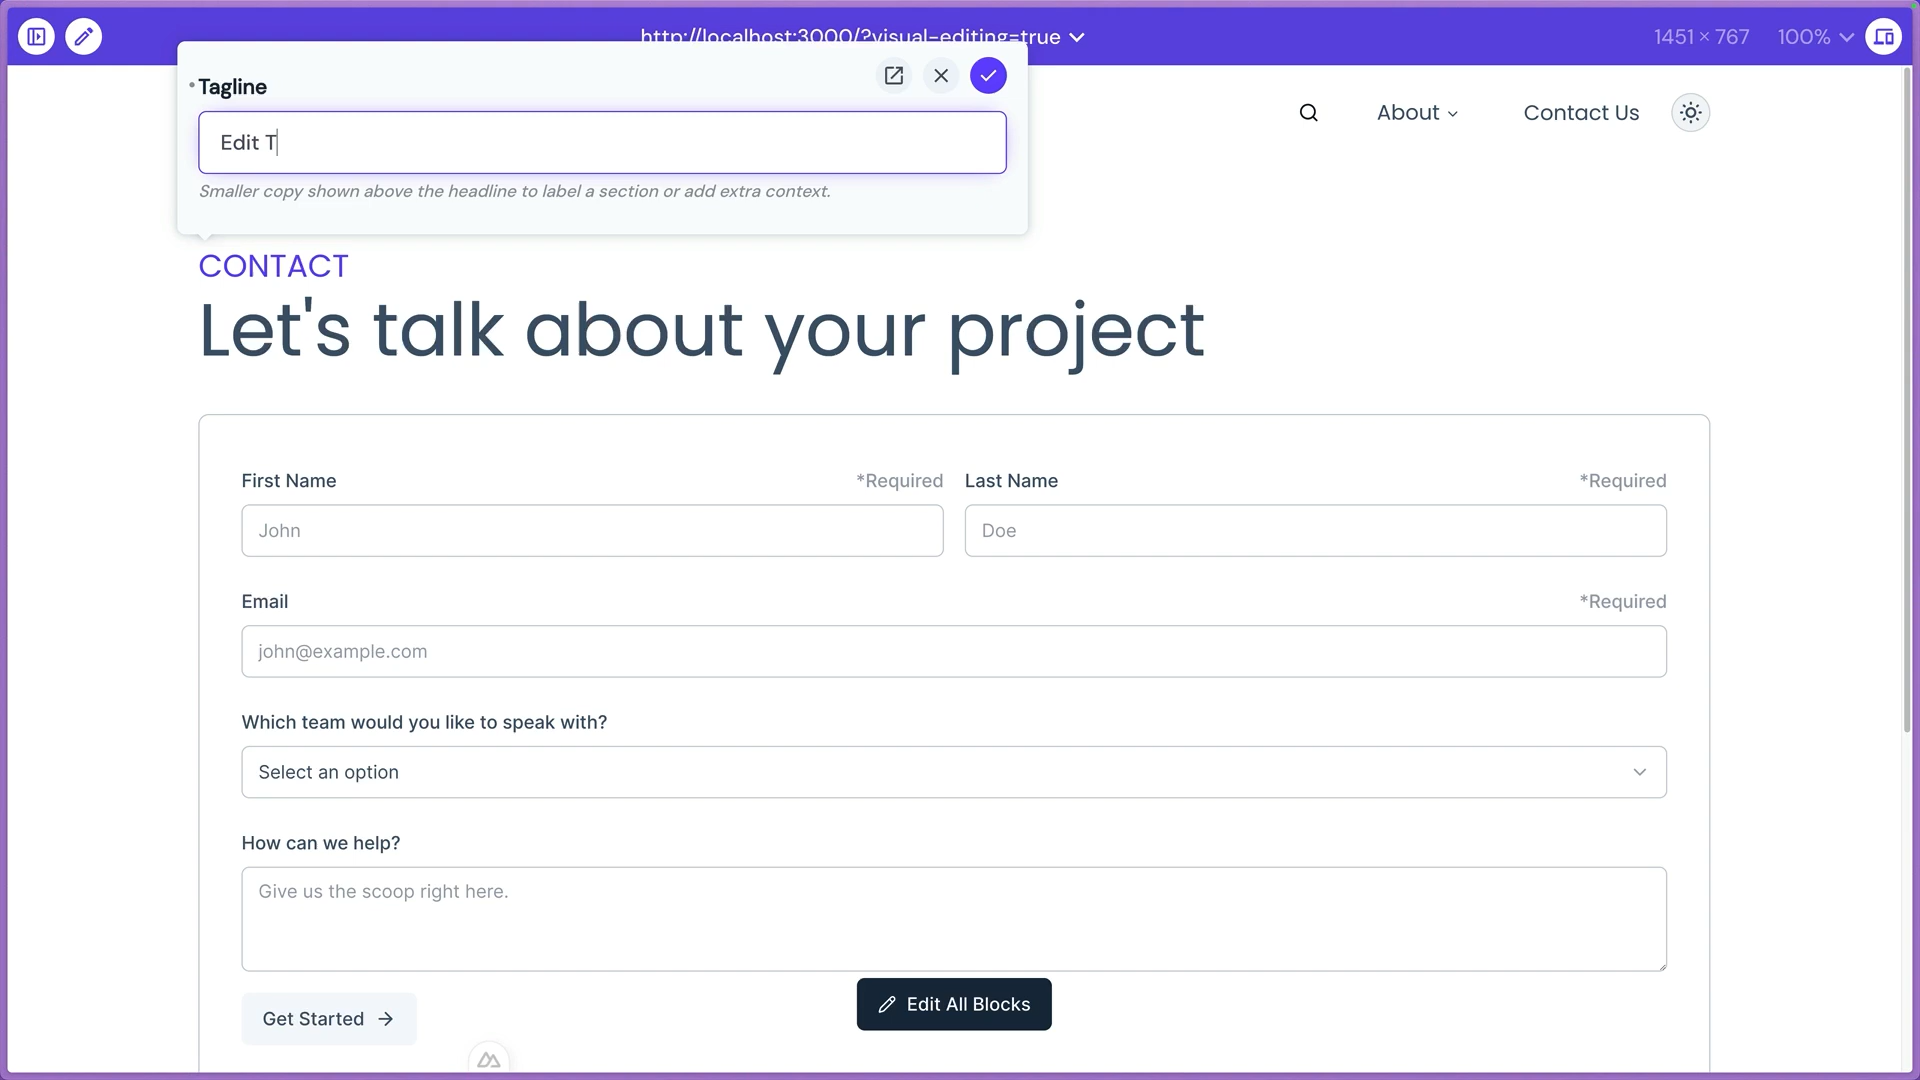 http://localhost:3000/?visual-editing=true
1451 × 767
100%
Tagline
Edit T
Smaller copy shown above the headline to label a section or add extra context.
About
Contact Us
CONTACT
Let's talk about your project
First Name
*Required
Last Name
*Required
John
Doe
Email
*Required
john@example.com
Which team would you like to speak with?
Select an option
How can we help?
Give us the scoop right here.
Get Started
Edit All Blocks